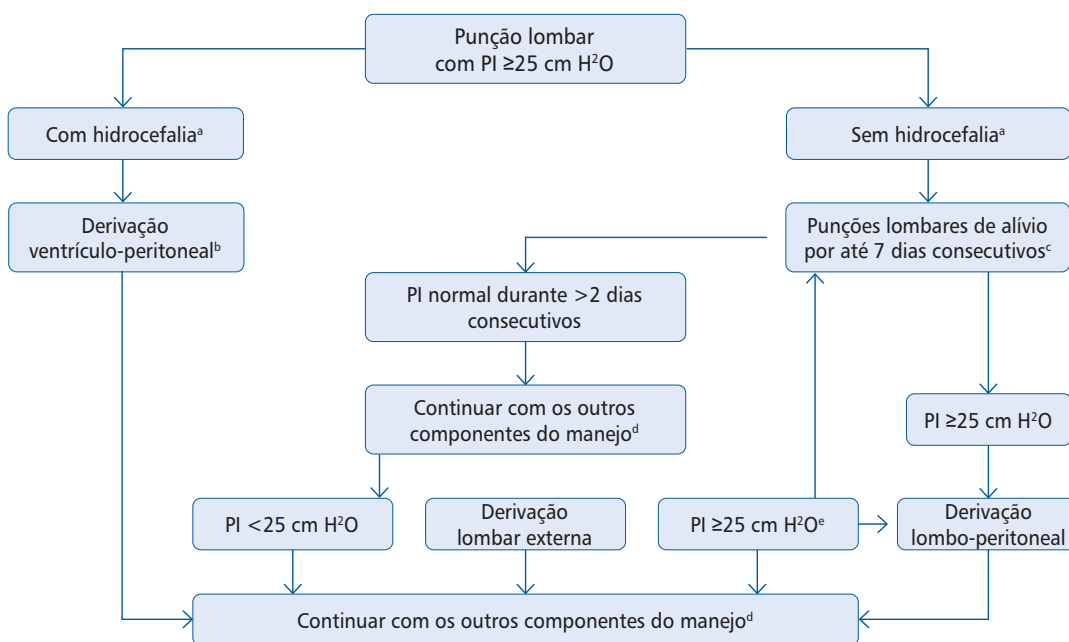 Punção lombar
com PI ≥25 cm H²O
Com hidrocefaliaᵃ
Sem hidrocefaliaᵃ
Derivação
ventrículo-peritonealᵇ
Punções lombares de alívio
por até 7 dias consecutivosᶜ
PI normal durante >2 dias
consecutivos
Continuar com os outros
componentes do manejoᵈ
PI ≥25 cm H²O
PI <25 cm H²O
Derivação
lombar externa
PI ≥25 cm H²Oᵉ
Derivação
lombo-peritoneal
Continuar com os outros componentes do manejoᵈ